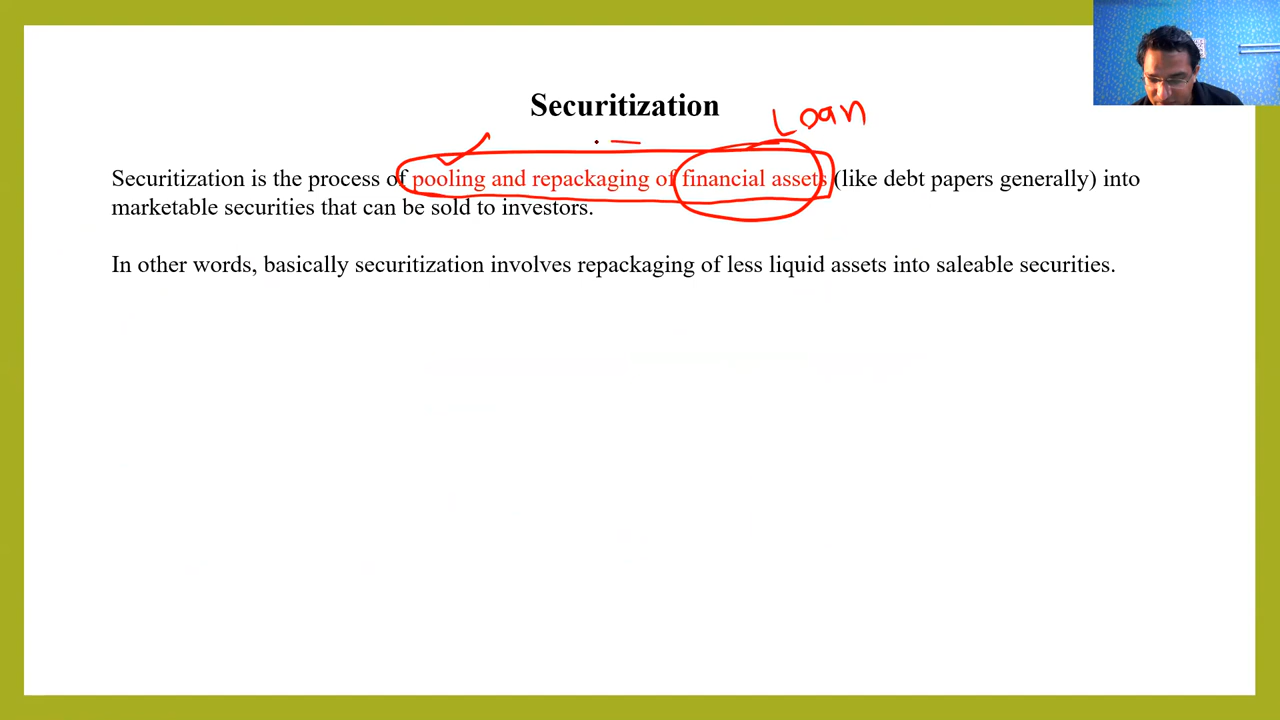 Securitization
Loan
Securitization is the process of pooling and repackaging of financial assets (like debt papers generally) into
marketable securities that can be sold to investors.
In other words, basically securitization involves repackaging of less liquid assets into saleable securities.